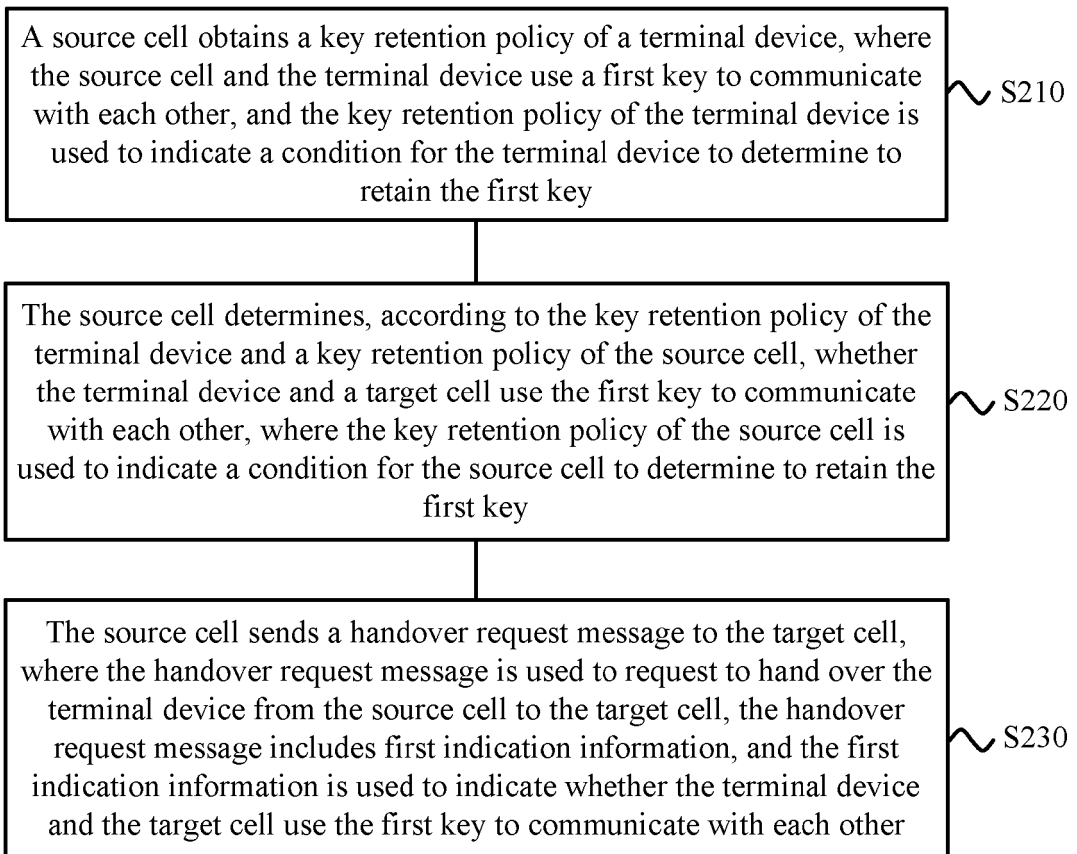 A source cell obtains a key retention policy of a terminal device, where
the source cell and the terminal device use a first key to communicate
with each other, and the key retention policy of the terminal device is
used to indicate a condition for the terminal device to determine to
retain the first key
S210
The source cell determines, according to the key retention policy of the
terminal device and a key retention policy of the source cell, whether
the terminal device and a target cell use the first key to communicate
with each other, where the key retention policy of the source cell is
used to indicate a condition for the source cell to determine to retain the
first key
S220
The source cell sends a handover request message to the target cell,
where the handover request message is used to request to hand over the
terminal device from the source cell to the target cell, the handover
request message includes first indication information, and the first
indication information is used to indicate whether the terminal device
and the target cell use the first key to communicate with each other
S230